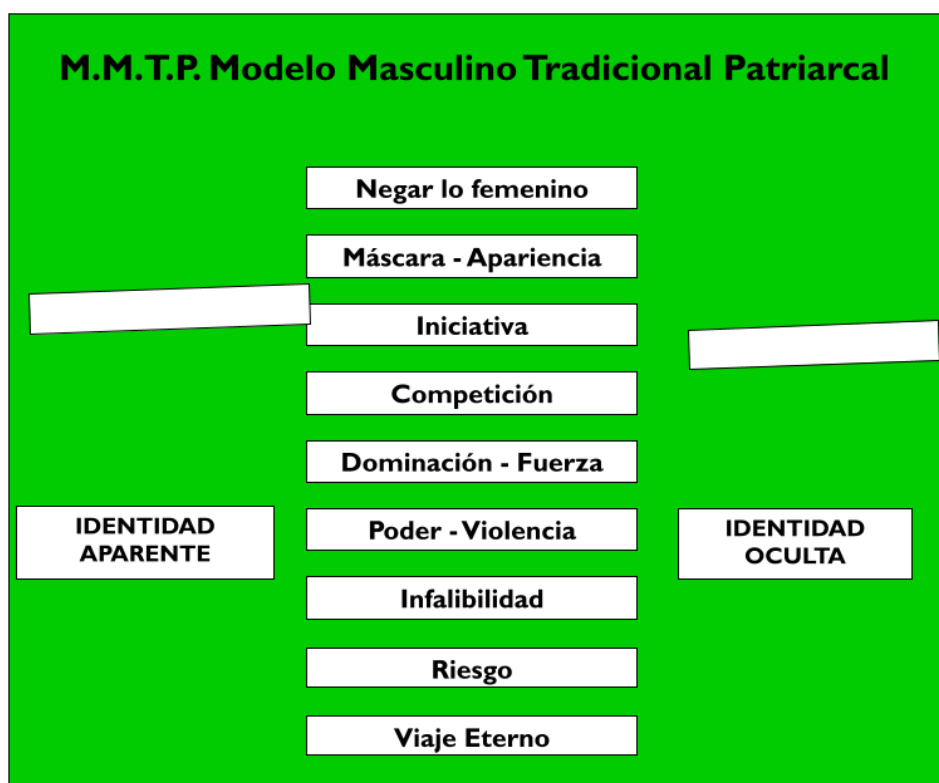 M.M.T.P. Modelo Masculino Tradicional Patriarcal
Negar lo femenino
Máscara - Apariencia
Iniciativa
Competición
Dominación - Fuerza
IDENTIDAD
APARENTE
Poder - Violencia
IDENTIDAD
OCULTA
Infalibilidad
Riesgo
Viaje Eterno